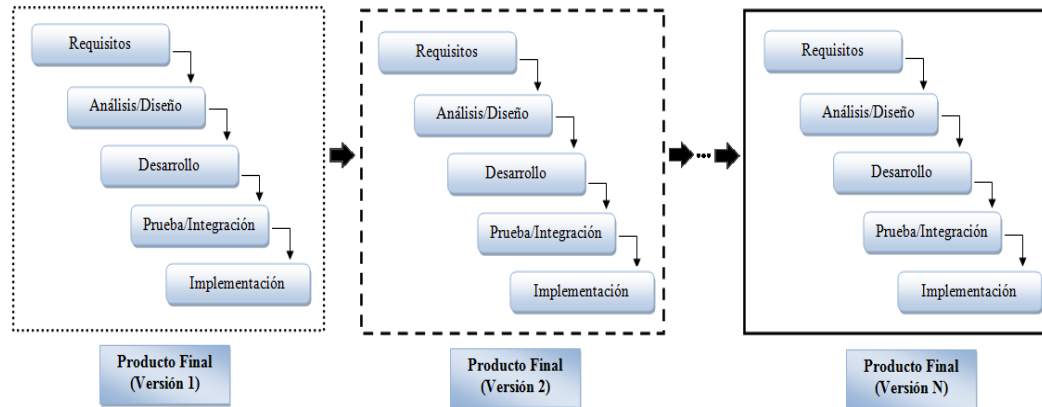 Requisitos
Análisis/Diseño
Desarrollo
Prueba/Integración
Implementación
Producto Final
(Versión 1)
Requisitos
Análisis/Diseño
Desarrollo
Prueba/Integración
Implementación
Producto Final
(Versión 2)
...
Requisitos
Análisis/Diseño
Desarrollo
Prueba/Integración
Implementación
Producto Final
(Versión N)